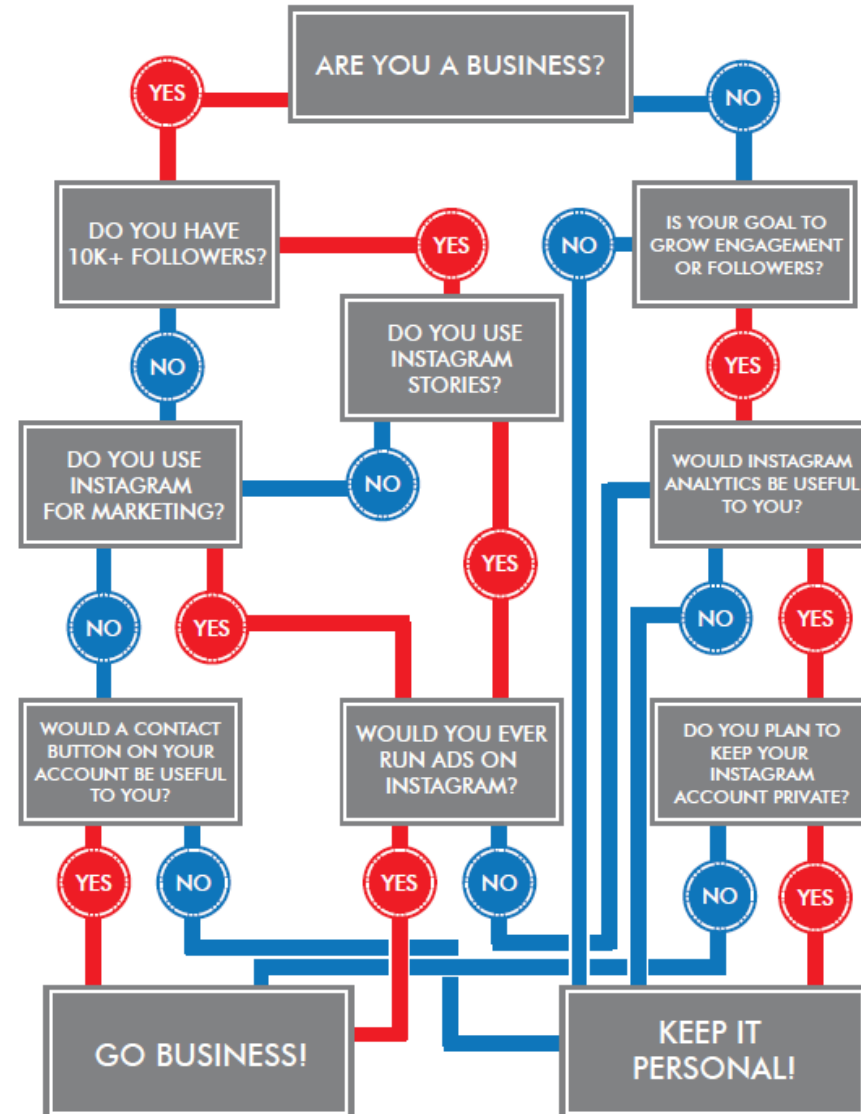 ARE YOU A BUSINESS?
YES
NO
DO YOU HAVE
10K+ FOLLOWERS?
YES
NO
IS YOUR GOAL TO
GROW ENGAGEMENT
OR FOLLOWERS?
NO
DO YOU USE
INSTAGRAM
STORIES?
YES
DO YOU USE
INSTAGRAM
FOR MARKETING?
NO
WOULD INSTAGRAM
ANALYTICS BE USEFUL
TO YOU?
YES
NO
YES
NO
YES
WOULD A CONTACT
BUTTON ON YOUR
ACCOUNT BE USEFUL
TO YOU?
WOULD YOU EVER
RUN ADS ON
INSTAGRAM?
DO YOU PLAN TO
KEEP YOUR
INSTAGRAM
ACCOUNT PRIVATE?
YES
NO
YES
NO
NO
YES
GO BUSINESS!
KEEP IT
PERSONAL!